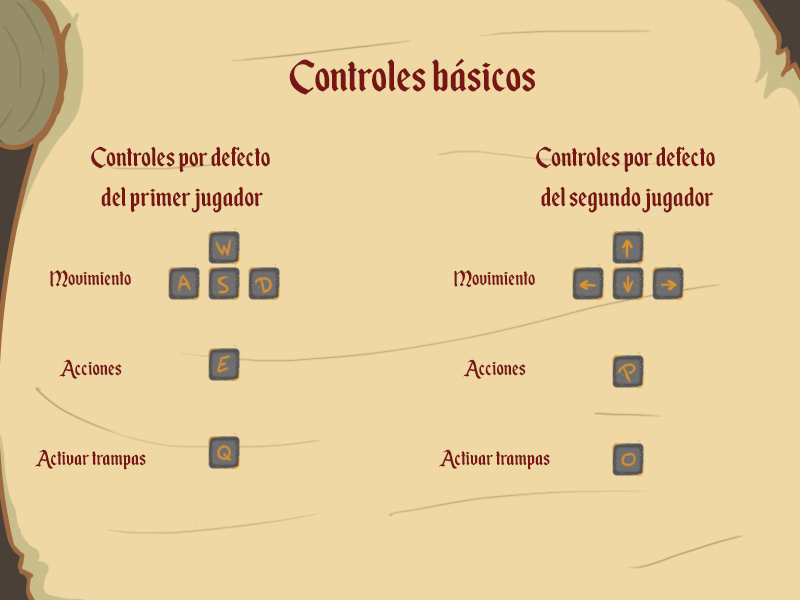 Controles básicos
Controles por defecto
del primer jugador
W
Movimiento
A S D
Acciones
E
Activar trampas
Q
Controles por defecto
del segundo jugador
↑
Movimiento
← ↓ →
Acciones
P
Activar trampas
O